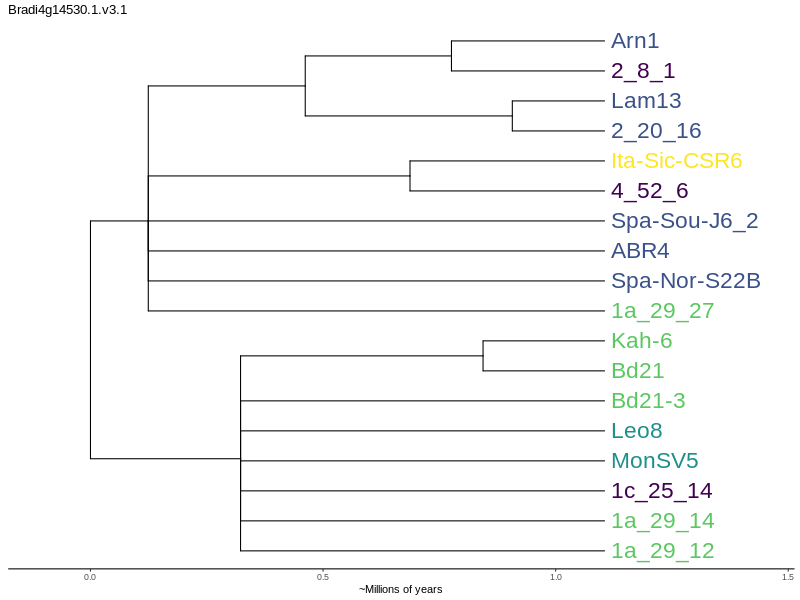 Bradi4g14530.1.v3.1
Arn1
2_8_1
Lam13
2_20_16
Ita-Sic-CSR6
4_52_6
Spa-Sou-J6_2
ABR4
Spa-Nor-S22B
1a_29_27
Kah-6
Bd21
Bd21-3
Leo8
MonSV5
1c_25_14
1a_29_14
1a_29_12
0.0 0.5 1.0 1.5
~Millions of years